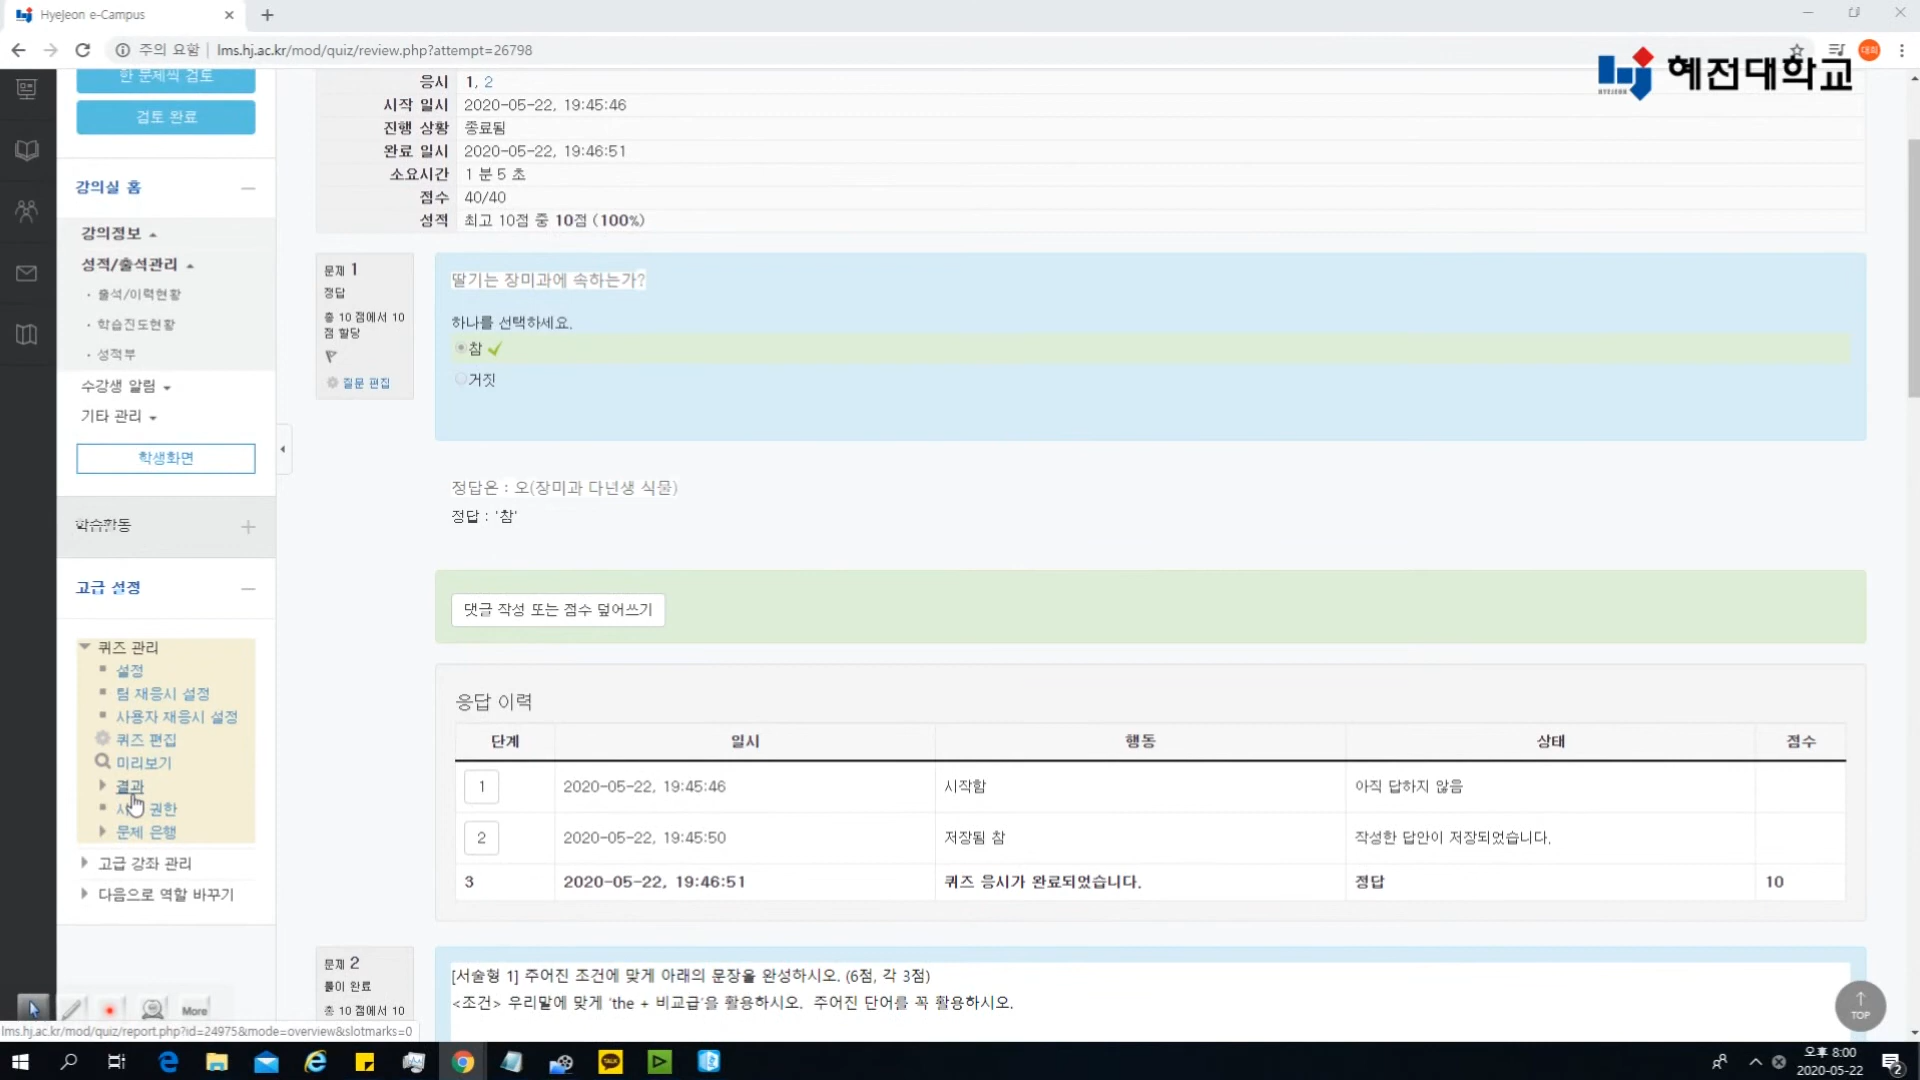 HyeJeon e-Campus
주의 요함
lms.hj.ac.kr/mod/quiz/review.php?attempt=26798
대희
HYEJEON
혜전대학교
한 문제씩 검토
검토 완료
강의실 홈
강의정보
성적/출석관리
출석/이력현황
학습진도현황
성적부
수강생 알림
기타 관리
학생화면
학습활동
고급 설정
퀴즈 관리
설정
팀 재응시 설정
사용자 재응시 설정
퀴즈 편집
미리보기
결과
권한
문제 은행
고급 강좌 관리
다음으로 역할 바꾸기
응시 1, 2
시작 일시 2020-05-22, 19:45:46
진행 상황 종료됨
완료 일시 2020-05-22, 19:46:51
소요시간 1 분 5 초
점수 40/40
성적 최고 10점 중 10점 (100%)
문제 1
정답
총 10 점에서 10
점 할당
질문 편집
딸기는 장미과에 속하는가?
하나를 선택하세요.
참
거짓
정답은 : 오(장미과 다년생 식물)
정답 : '참'
댓글 작성 또는 점수 덮어쓰기
응답 이력
단계 일시 행동 상태 점수
1 2020-05-22, 19:45:46 시작함 아직 답하지 않음
2 2020-05-22, 19:45:50 저장됨 참 작성한 답안이 저장되었습니다.
3 2020-05-22, 19:46:51 퀴즈 응시가 완료되었습니다. 정답 10
문제 2
풀이 완료
총 10 점에서 10
[서술형 1] 주어진 조건에 맞게 아래의 문장을 완성하시오. (6점, 각 3점)
<조건> 우리말에 맞게 'the + 비교급'을 활용하시오. 주어진 단어를 꼭 활용하시오.
TOP
More
lms.hj.ac.kr/mod/quiz/report.php?id=24975&mode=overview&slotmarks=0
TALK
오후 8:00
2020-05-22
2